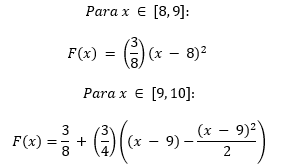 Para x ∈ [8,9]:
F(x) = (3/8)(x − 8)²
Para x ∈ [9,10]:
F(x) = 3/8 + (3/4)((x − 9) − (x − 9)²/2)